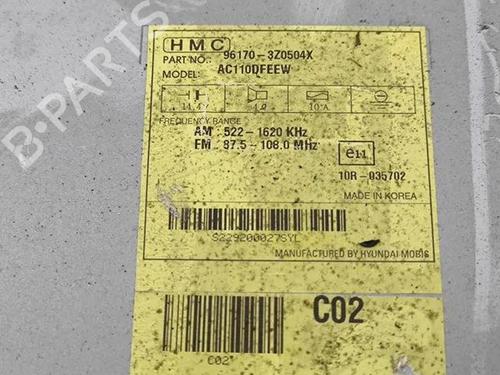 HMC
PART NO.: 96170-3Z0504X
MODEL: AC110DFEEW
14.4V 4Ω 10A
FREQUENCY RANGE
AM 522-1620 KHz
FM 87.5-108.0 MHz
e11
10R-035702
MADE IN KOREA
S229200027SYL
MANUFACTURED BY HYUNDAI MOBIS
C02
C02
B-PARTS